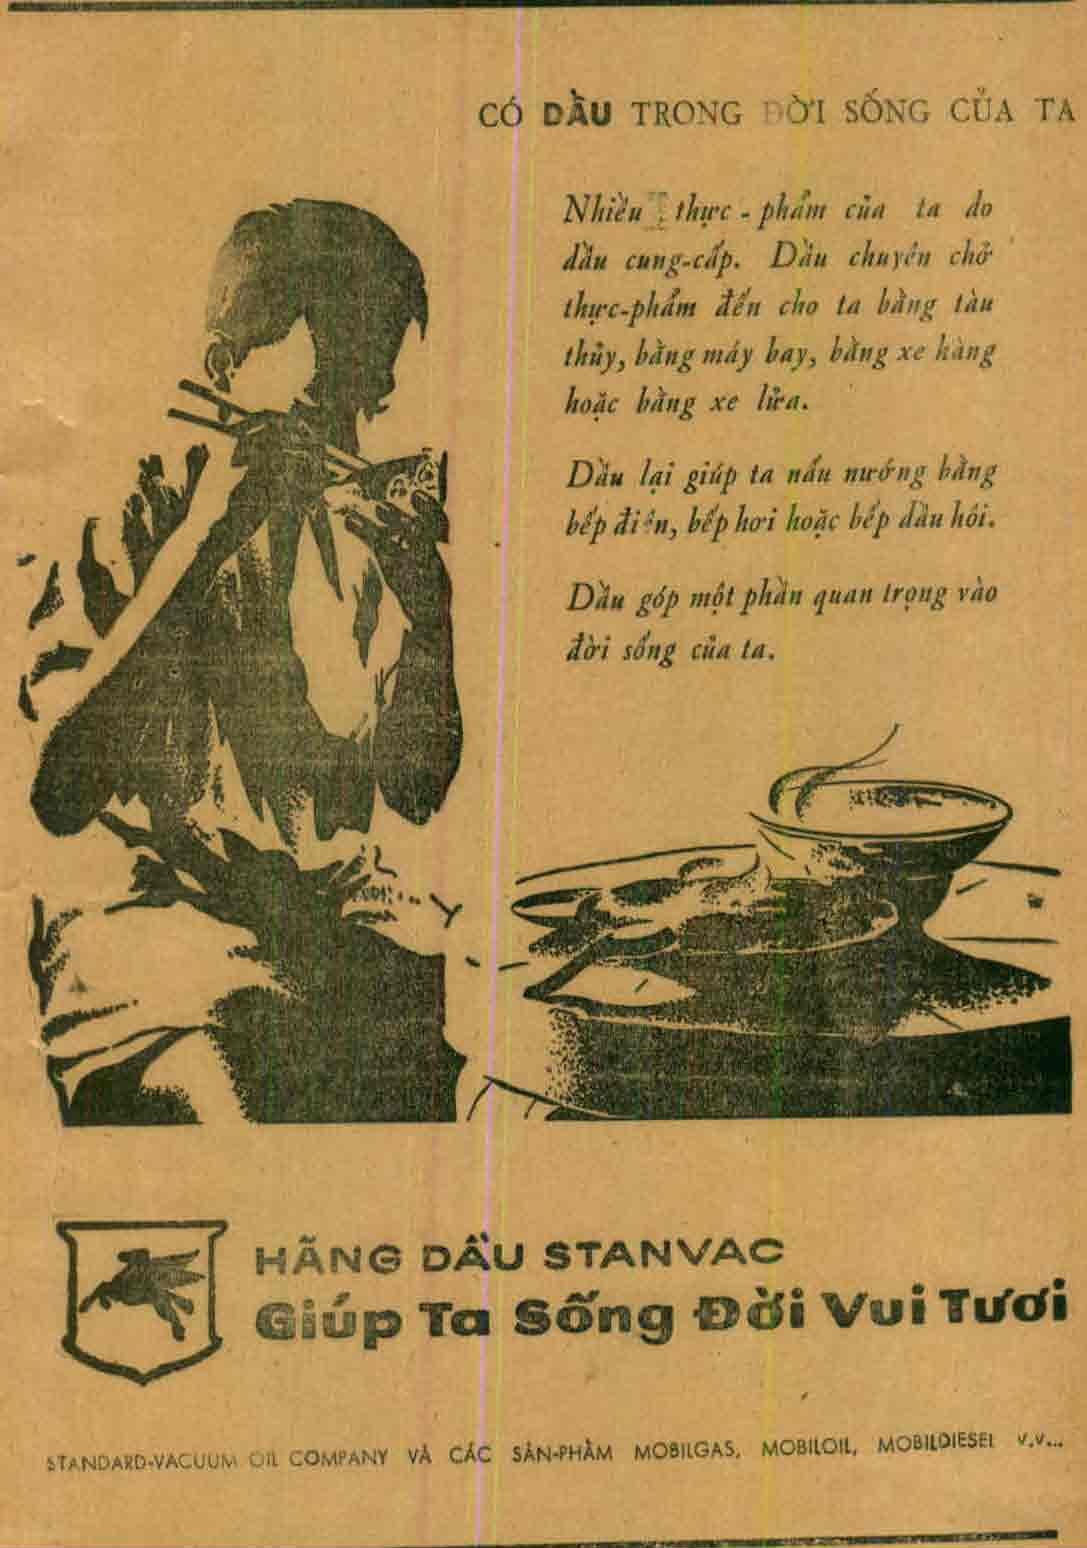 CÓ DẦU TRONG ĐỜI SỐNG CỦA TA
Nhiều thực - phẩm của ta do
dầu cung-cấp. Dầu chuyên chở
thực-phẩm đến cho ta bằng tàu
thủy, bằng máy bay, bằng xe hàng
hoặc bằng xe lửa.
Dầu lại giúp ta nấu nướng bằng
bếp điện, bếp hơi hoặc bếp dầu hôi.
Dầu góp một phần quan trọng vào
đời sống của ta.
HÃNG DẦU STANVAC
Giúp Ta Sống Đời Vui Tươi
STANDARD-VACUUM OIL COMPANY VÀ CÁC SẢN-PHẨM MOBILGAS, MOBILOIL, MOBILDIESEL v.v...